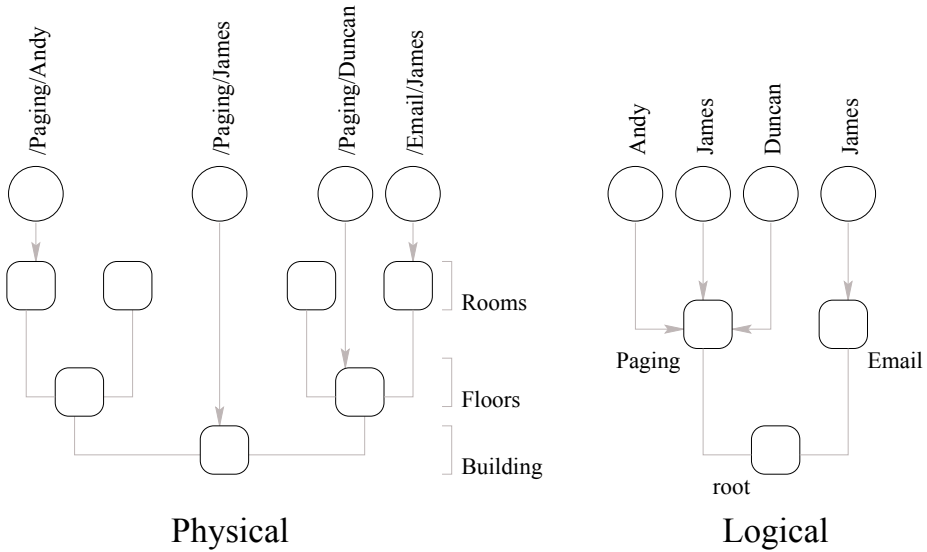 /Paging/Andy
/Paging/James
/Paging/Duncan
/Email/James
Rooms
Floors
Building
Physical
Andy
James
Duncan
James
Paging
Email
root
Logical